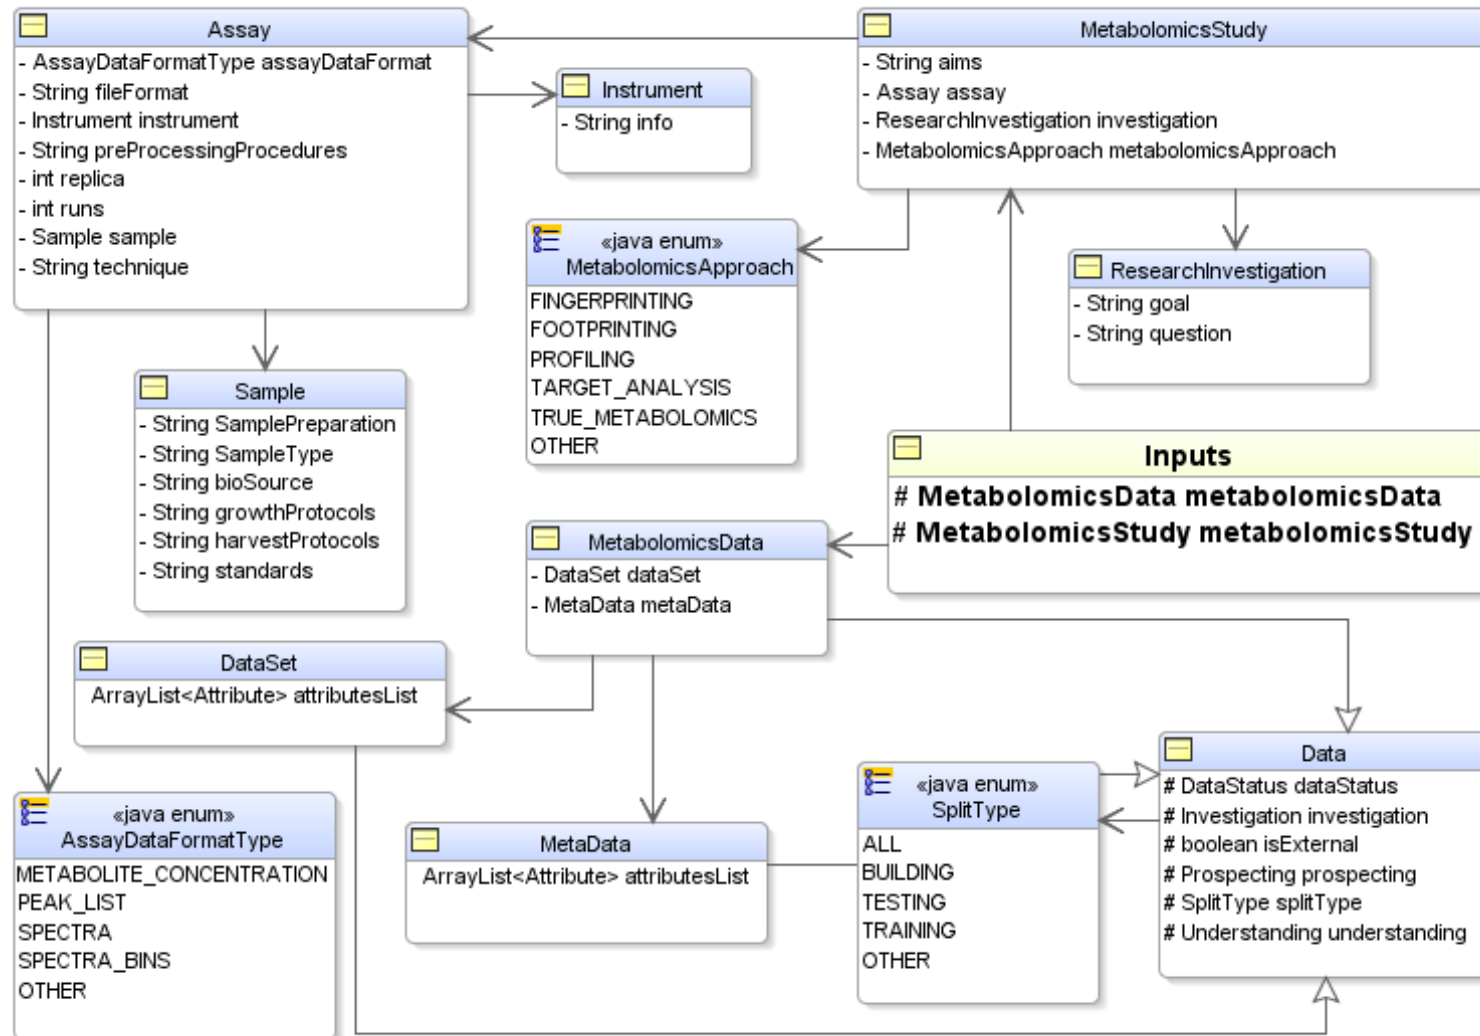 Assay
- AssayDataFormatType assayDataFormat
- String fileFormat
- Instrument instrument
- String preProcessingProcedures
- int replica
- int runs
- Sample sample
- String technique
Instrument
- String info
MetabolomicsStudy
- String aims
- Assay assay
- ResearchInvestigation investigation
- MetabolomicsApproach metabolomicsApproach
«java enum»
MetabolomicsApproach
FINGERPRINTING
FOOTPRINTING
PROFILING
TARGET_ANALYSIS
TRUE_METABOLOMICS
OTHER
ResearchInvestigation
- String goal
- String question
Sample
- String SamplePreparation
- String SampleType
- String bioSource
- String growthProtocols
- String harvestProtocols
- String standards
Inputs
# MetabolomicsData metabolomicsData
# MetabolomicsStudy metabolomicsStudy
MetabolomicsData
- DataSet dataSet
- MetaData metaData
DataSet
ArrayList<Attribute> attributesList
«java enum»
AssayDataFormatType
METABOLITE_CONCENTRATION
PEAK_LIST
SPECTRA
SPECTRA_BINS
OTHER
MetaData
ArrayList<Attribute> attributesList
«java enum»
SplitType
ALL
BUILDING
TESTING
TRAINING
OTHER
Data
# DataStatus dataStatus
# Investigation investigation
# boolean isExternal
# Prospecting prospecting
# SplitType splitType
# Understanding understanding